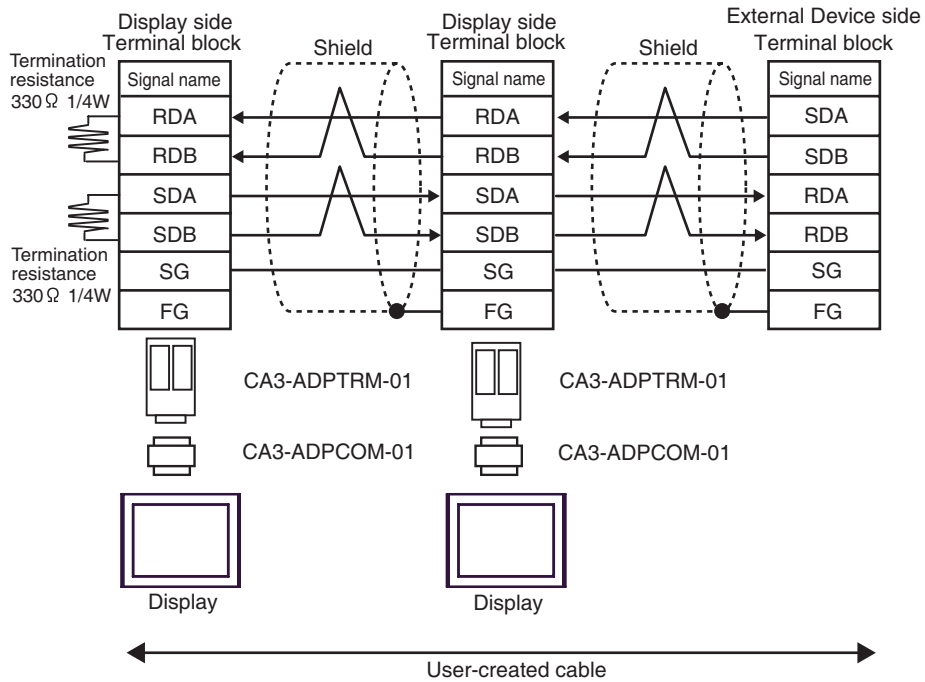 Display side
Terminal block
Display side
Terminal block
External Device side
Terminal block
Shield
Shield
Termination
resistance
330 Ω 1/4W
Termination
resistance
330 Ω 1/4W
Signal name
RDA
RDB
SDA
SDB
SG
FG
Signal name
RDA
RDB
SDA
SDB
SG
FG
Signal name
SDA
SDB
RDA
RDB
SG
FG
CA3-ADPTRM-01
CA3-ADPTRM-01
CA3-ADPCOM-01
CA3-ADPCOM-01
Display
Display
User-created cable